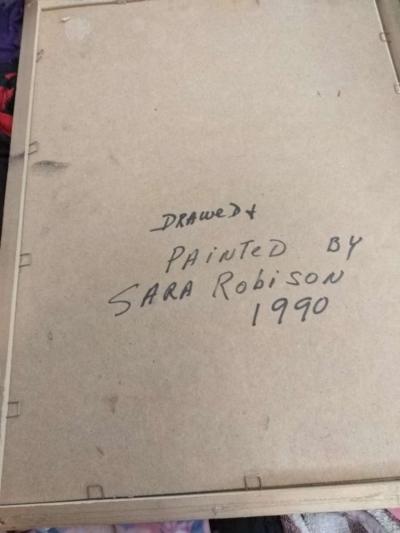 DRAWED +
PAINTED BY
SARA ROBISON
1990